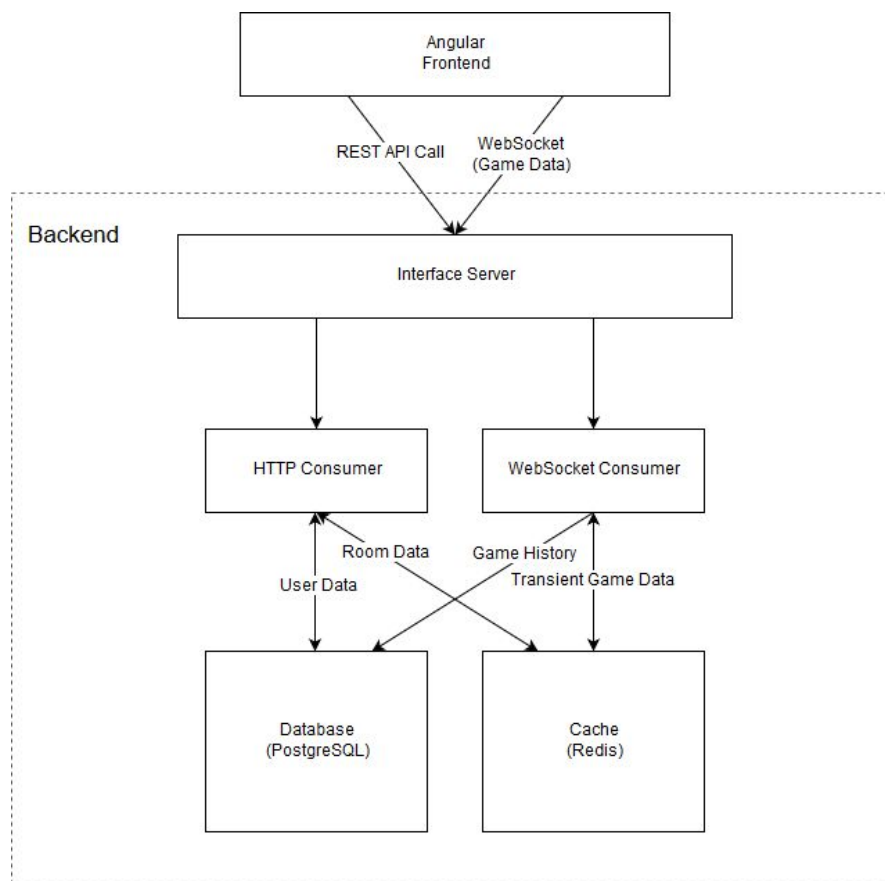 Angular
Frontend
REST API Call
WebSocket
(Game Data)
Backend
Interface Server
HTTP Consumer
WebSocket Consumer
Room Data
Game History
User Data
Transient Game Data
Database
(PostgreSQL)
Cache
(Redis)